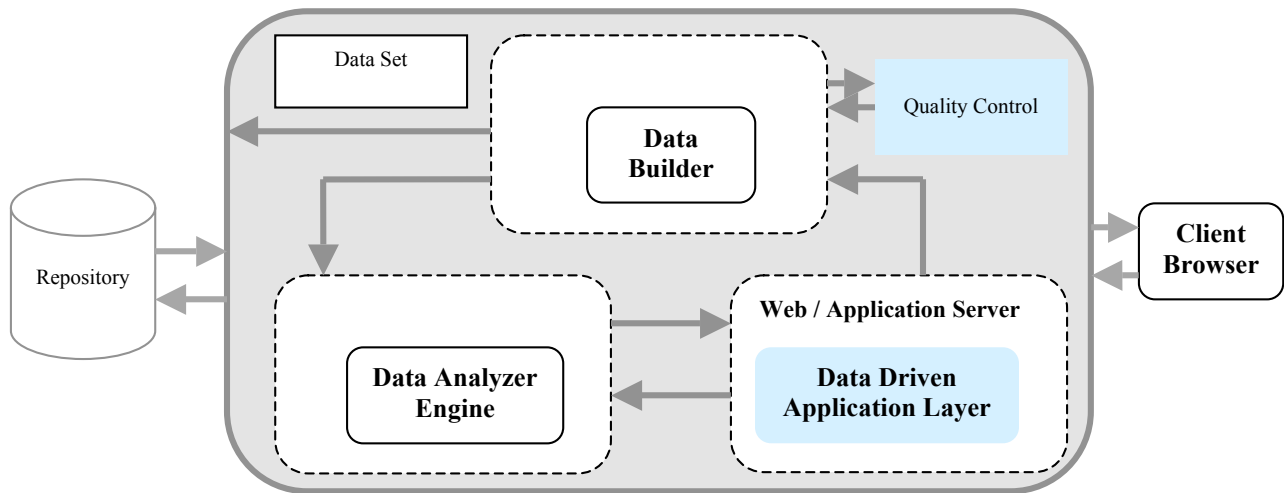 Data Set
Quality Control
Data
Builder
Repository
Client
Browser
Web / Application Server
Data Analyzer
Engine
Data Driven
Application Layer